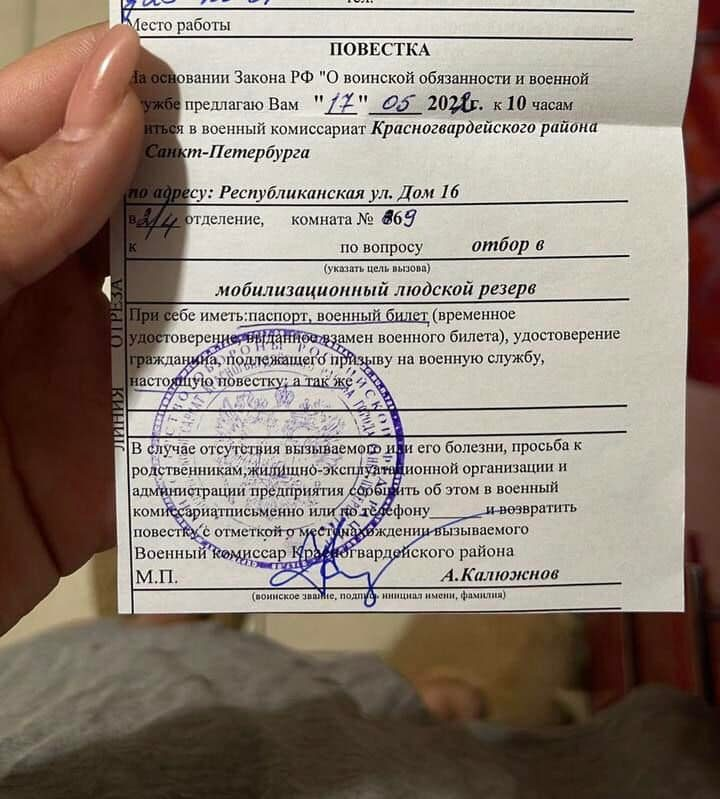 тел.
Место работы
ПОВЕСТКА
На основании Закона РФ "О воинской обязанности и военной
службе предлагаю Вам "17" 05 2022г. к 10 часам
явиться в военный комиссариат Красногвардейского района
Санкт-Петербурга
по адресу: Республиканская ул. Дом 16
в 2/4 отделение, комната № 69
к по вопросу отбор в
(указать цель вызова)
мобилизационный людской резерв
При себе иметь:паспорт, военный билет (временное
удостоверение, выданное взамен военного билета), удостоверение
гражданина, подлежащего призыву на военную службу,
настоящую повестку, а так же
В случае отсутствия вызываемого или его болезни, просьба к
родственникам,жилищно-эксплуатационной организации и
администрации предприятия сообщить об этом в военный
комиссариатписьменно или по телефону и возвратить
повестку с отметкой о местонахождении вызываемого
Военный комиссар Красногвардейского района
М.П. А.Калюжнов
(воинское звание, подпись инициал имени, фамилия)
ЛИНИЯ ОТРЕЗА